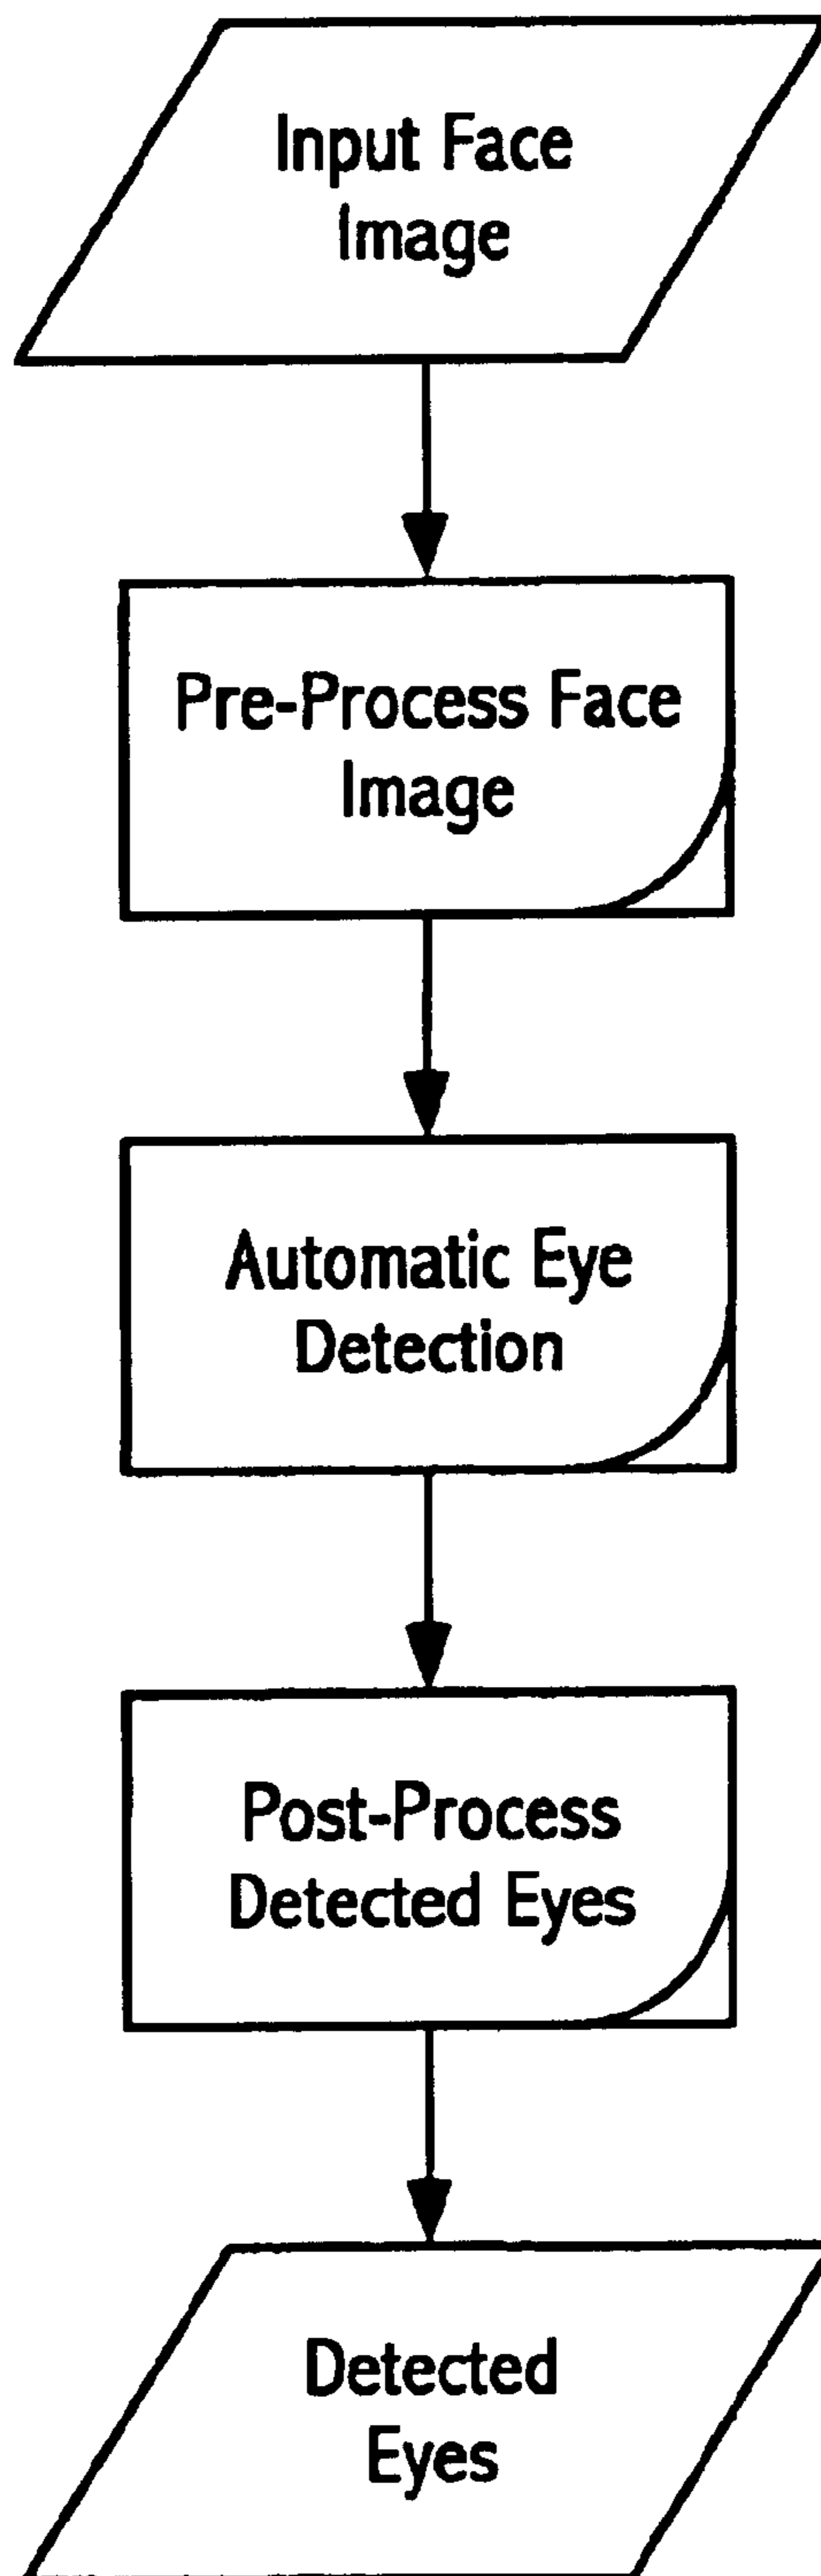 Input Face
Image
Pre-Process Face
Image
Automatic Eye
Detection
Post-Process
Detected Eyes
Detected
Eyes